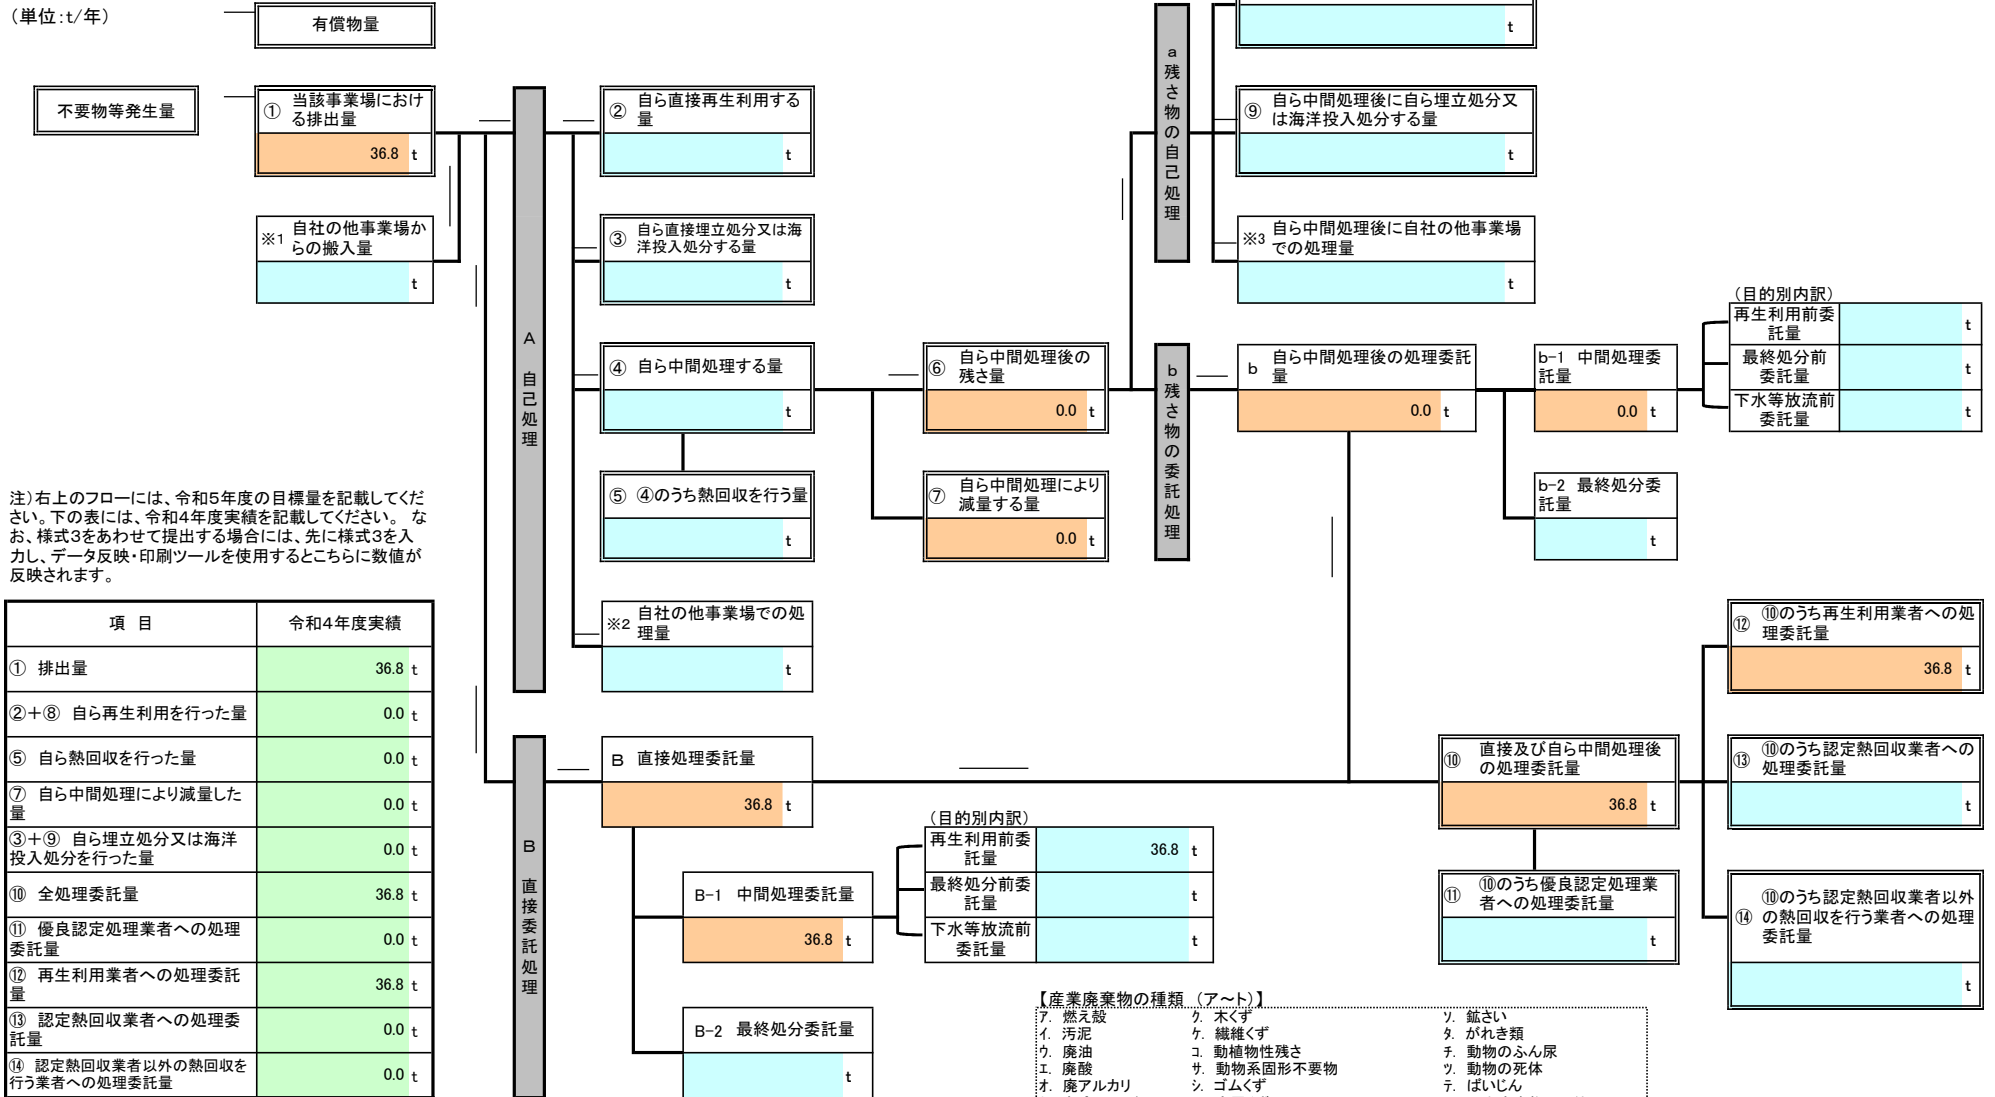 （単位:t/年）
有償物量
t
不要物等発生量
① 当該事業場におけ
る排出量
36.8 t
② 自ら直接再生利用する
量
t
a
残
さ
物
の
自
己
処
理
⑨ 自ら中間処理後に自ら埋立処分又
は海洋投入処分する量
t
※1 自社の他事業場か
らの搬入量
t
③ 自ら直接埋立処分又は海
洋投入処分する量
t
※3 自ら中間処理後に自社の他事業場
での処理量
t
A
自
己
処
理
④ 自ら中間処理する量
t
⑥ 自ら中間処理後の
残さ量
0.0 t
b
残
さ
物
の
委
託
処
理
b 自ら中間処理後の処理委託
量
0.0 t
b-1 中間処理委
託量
0.0 t
（目的別内訳）
再生利用前委
託量
t
最終処分前
委託量
t
下水等放流前
委託量
t
⑤ ④のうち熱回収を行う量
t
⑦ 自ら中間処理により
減量する量
0.0 t
b-2 最終処分委
託量
t
注）右上のフローには、令和5年度の目標量を記載してくだ
さい。下の表には、令和4年度実績を記載してください。 な
お、様式3をあわせて提出する場合には、先に様式3を入
力し、データ反映・印刷ツールを使用するとこちらに数値が
反映されます。
※2 自社の他事業場での処
理量
t
項 目 令和4年度実績
① 排出量 36.8 t
②＋⑧ 自ら再生利用を行った量 0.0 t
⑤ 自ら熱回収を行った量 0.0 t
⑦ 自ら中間処理により減量した
量 0.0 t
③＋⑨ 自ら埋立処分又は海洋
投入処分を行った量 0.0 t
⑩ 全処理委託量 36.8 t
⑪ 優良認定処理業者への処理
委託量 0.0 t
⑫ 再生利用業者への処理委託
量 36.8 t
⑬ 認定熱回収業者への処理委
託量 0.0 t
⑭ 認定熱回収業者以外の熱回収を
行う業者への処理委託量 0.0 t
B
直
接
委
託
処
理
B 直接処理委託量
36.8 t
B-1 中間処理委託量
36.8 t
（目的別内訳）
再生利用前委
託量
36.8 t
最終処分前委
託量
t
下水等放流前
委託量
t
B-2 最終処分委託量
t
⑩ 直接及び自ら中間処理後
の処理委託量
36.8 t
⑪ ⑩のうち優良認定処理業
者への処理委託量
t
⑫ ⑩のうち再生利用業者への処
理委託量
36.8 t
⑬ ⑩のうち認定熱回収業者への
処理委託量
t
⑭ ⑩のうち認定熱回収業者以外
の熱回収を行う業者への処理
委託量
t
【産業廃棄物の種類 （ア～ト）】
ア. 燃え殻 ク. 木くず ソ. 鉱さい
イ. 汚泥 ケ. 繊維くず タ. がれき類
ウ. 廃油 コ. 動植物性残さ チ. 動物のふん尿
エ. 廃酸 サ. 動物系固形不要物 ツ. 動物の死体
オ. 廃アルカリ シ. ゴムくず テ. ばいじん